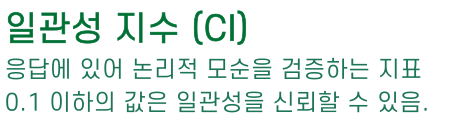 일관성 지수 (CI)
응답에 있어 논리적 모순을 검증하는 지표
0.1 이하의 값은 일관성을 신뢰할 수 있음.